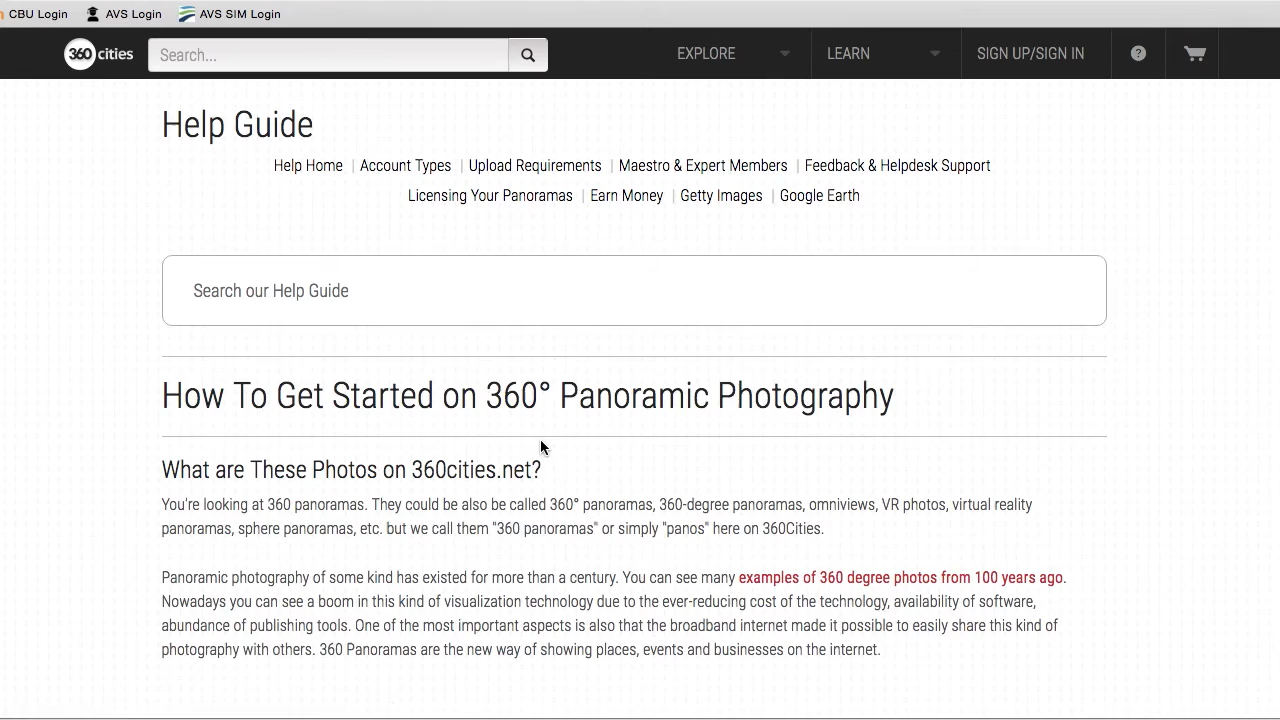 CBU Login AVS Login AVS SIM Login
360 cities Search... EXPLORE LEARN SIGN UP/SIGN IN ?
Help Guide
Help Home | Account Types | Upload Requirements | Maestro & Expert Members | Feedback & Helpdesk Support
Licensing Your Panoramas | Earn Money | Getty Images | Google Earth
Search our Help Guide
How To Get Started on 360° Panoramic Photography
What are These Photos on 360cities.net?
You're looking at 360 panoramas. They could be also be called 360° panoramas, 360-degree panoramas, omniviews, VR photos, virtual reality
panoramas, sphere panoramas, etc. but we call them "360 panoramas" or simply "panos" here on 360Cities.
Panoramic photography of some kind has existed for more than a century. You can see many examples of 360 degree photos from 100 years ago.
Nowadays you can see a boom in this kind of visualization technology due to the ever-reducing cost of the technology, availability of software,
abundance of publishing tools. One of the most important aspects is also that the broadband internet made it possible to easily share this kind of
photography with others. 360 Panoramas are the new way of showing places, events and businesses on the internet.